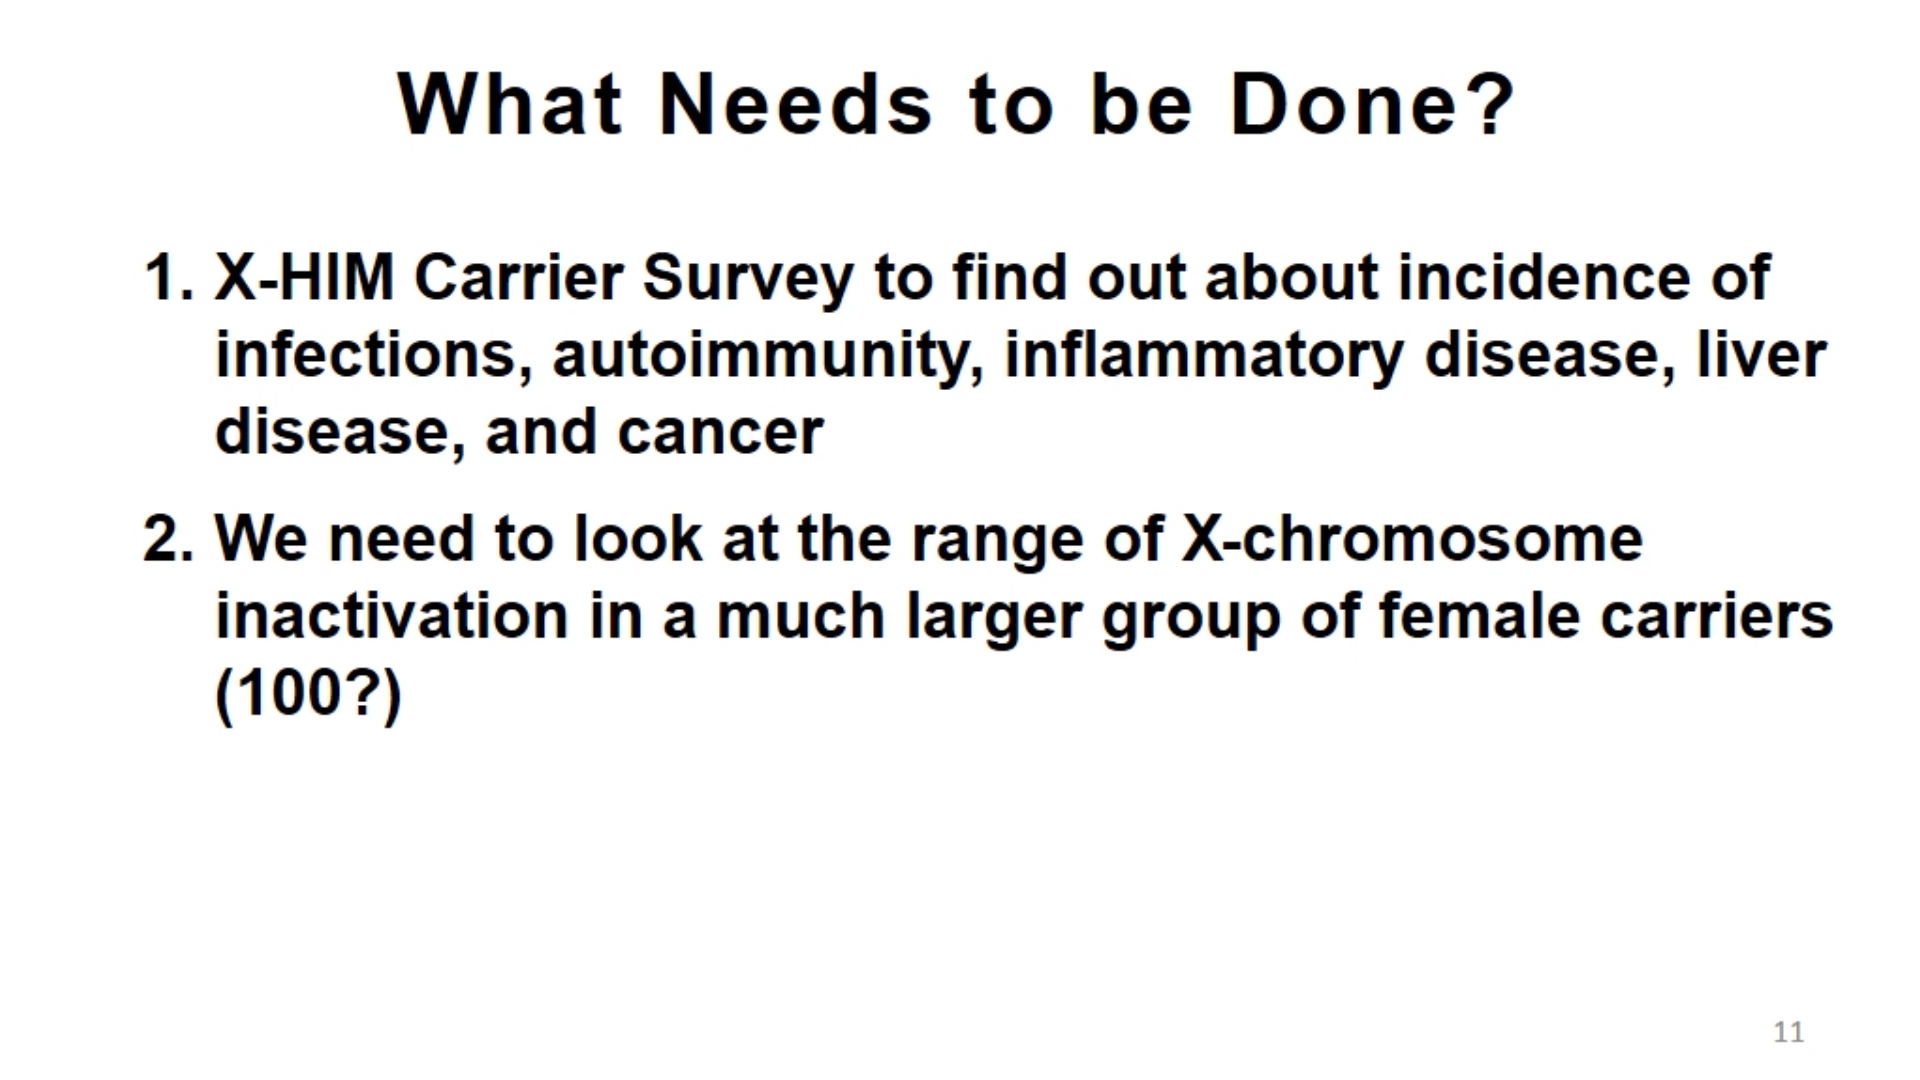 What Needs to be Done?
1. X-HIM Carrier Survey to find out about incidence of
infections, autoimmunity, inflammatory disease, liver
disease, and cancer
2. We need to look at the range of X-chromosome
inactivation in a much larger group of female carriers
(100?)
11